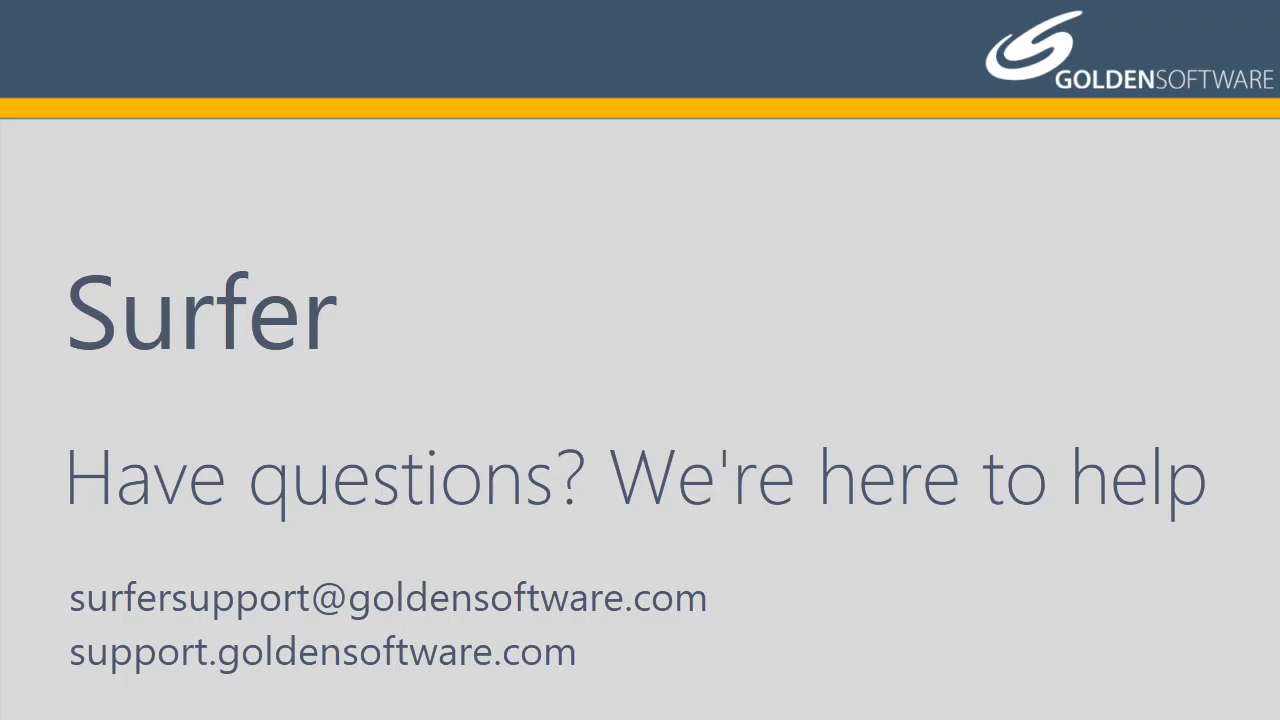 GOLDENSOFTWARE
Surfer
Have questions? We're here to help
surfersupport@goldensoftware.com
support.goldensoftware.com